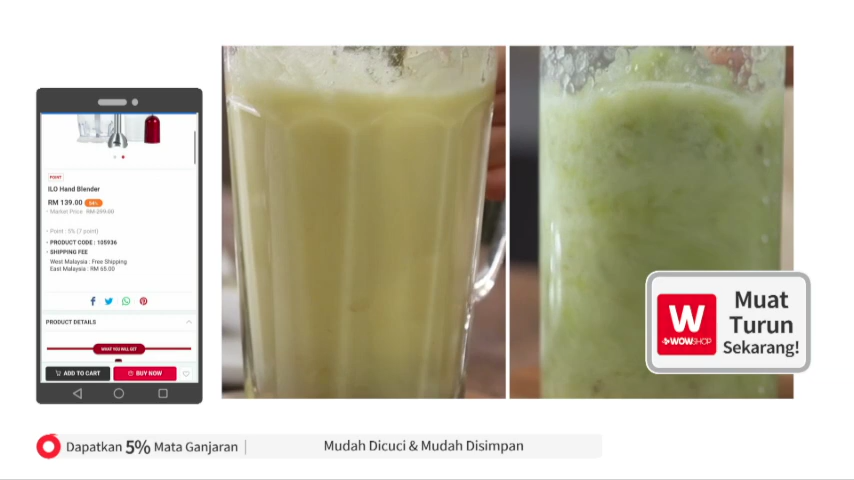 POINT
ILO Hand Blender
RM 139.00
- Market Price RM 299.00
- Point : 5% (7 point)
- PRODUCT CODE : 105936
- SHIPPING FEE
West Malaysia : Free Shipping
East Malaysia : RM 65.00
PRODUCT DETAILS
WHAT YOU WILL GET
ADD TO CART
BUY NOW
W
WOWSHOP
Muat
Turun
Sekarang!
Dapatkan 5% Mata Ganjaran
Mudah Dicuci & Mudah Disimpan